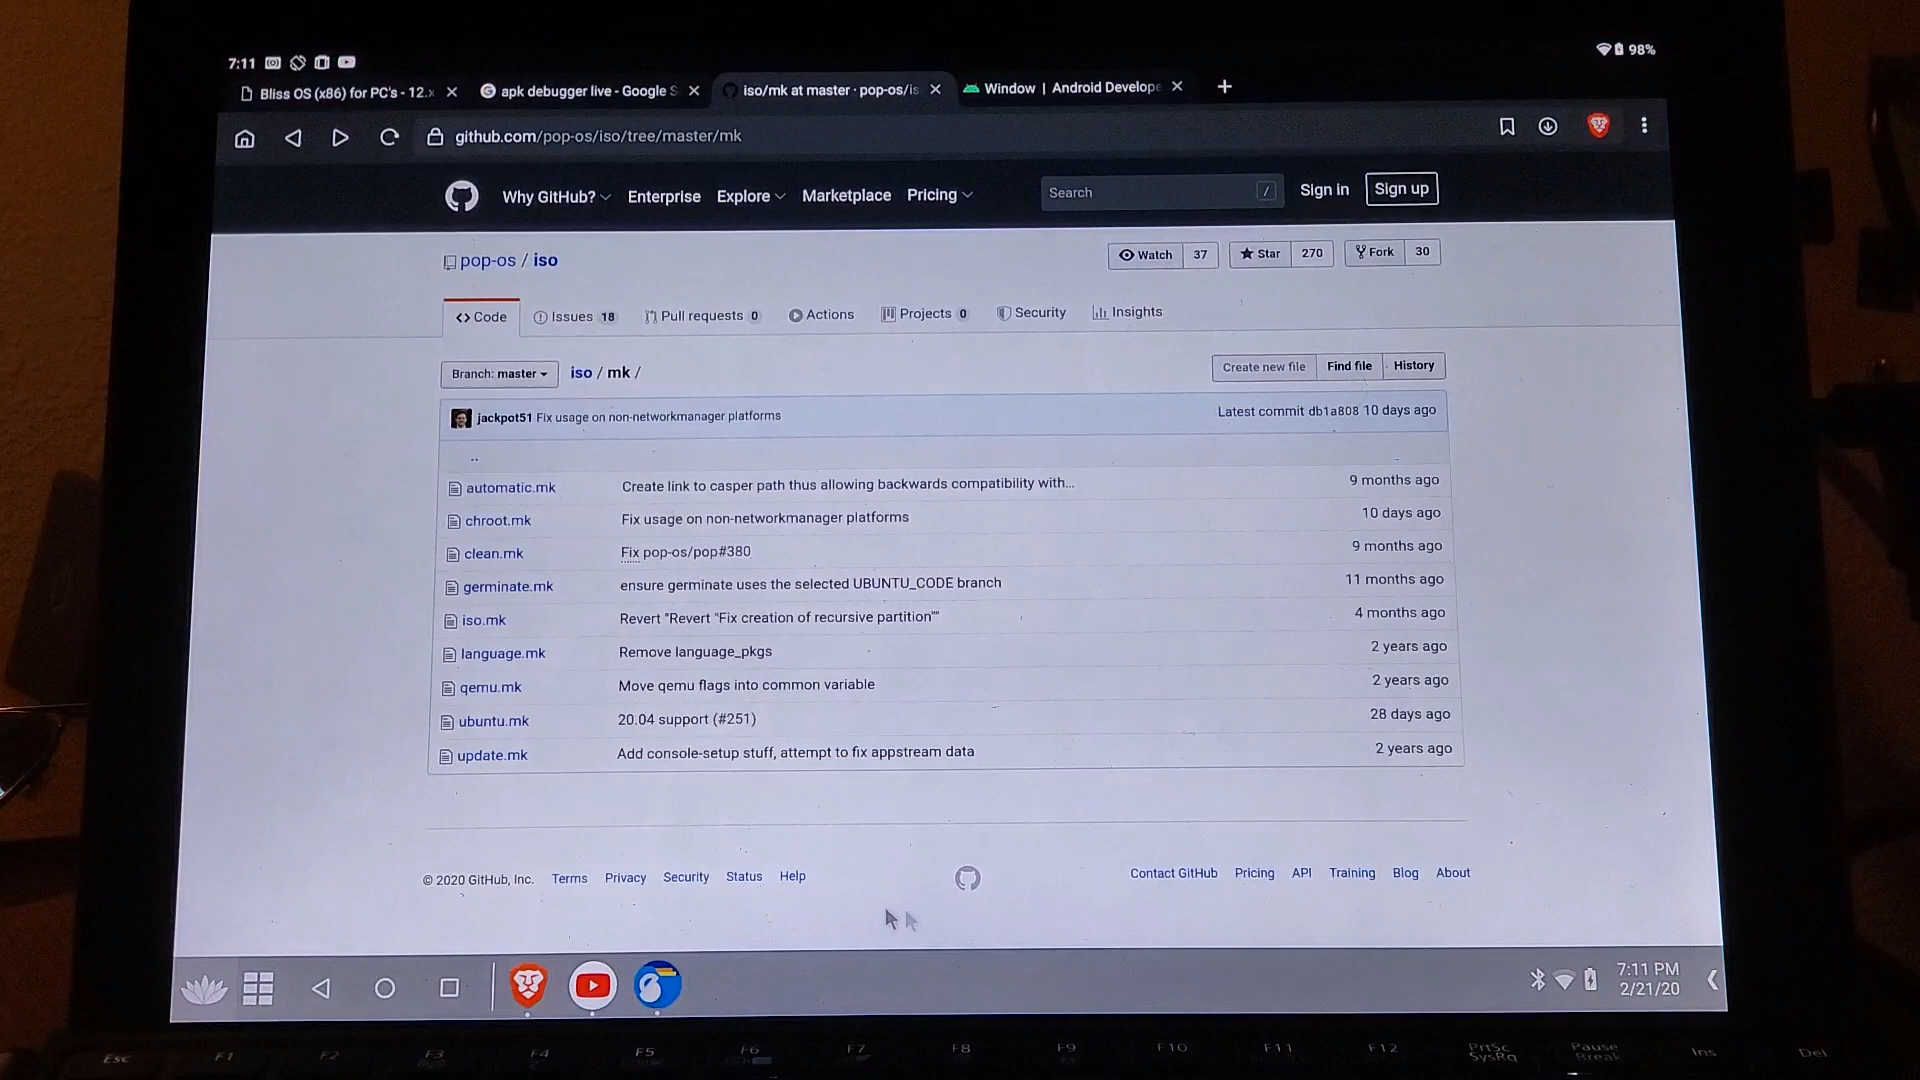 7:11 98%
Bliss OS (x86) for PC's - 12.x apk debugger live - Google S iso/mk at master · pop-os/is Window | Android Develope
github.com/pop-os/iso/tree/master/mk
Why GitHub? Enterprise Explore Marketplace Pricing Search / Sign in Sign up
pop-os / iso Watch 37 Star 270 Fork 30
Code Issues 18 Pull requests 0 Actions Projects 0 Security Insights
Branch: master iso / mk / Create new file Find file History
jackpot51 Fix usage on non-networkmanager platforms Latest commit db1a808 10 days ago
..
automatic.mk Create link to casper path thus allowing backwards compatibility with... 9 months ago
chroot.mk Fix usage on non-networkmanager platforms 10 days ago
clean.mk Fix pop-os/pop#380 9 months ago
germinate.mk ensure germinate uses the selected UBUNTU_CODE branch 11 months ago
iso.mk Revert "Revert "Fix creation of recursive partition"" 4 months ago
language.mk Remove language_pkgs 2 years ago
qemu.mk Move qemu flags into common variable 2 years ago
ubuntu.mk 20.04 support (#251) 28 days ago
update.mk Add console-setup stuff, attempt to fix appstream data 2 years ago
© 2020 GitHub, Inc. Terms Privacy Security Status Help Contact GitHub Pricing API Training Blog About
7:11 PM
2/21/20
Esc F1 F2 F3 F4 F5 F6 F7 F8 F9 F10 F11 F12 PrtSc Pause Ins Del
SysRq Break